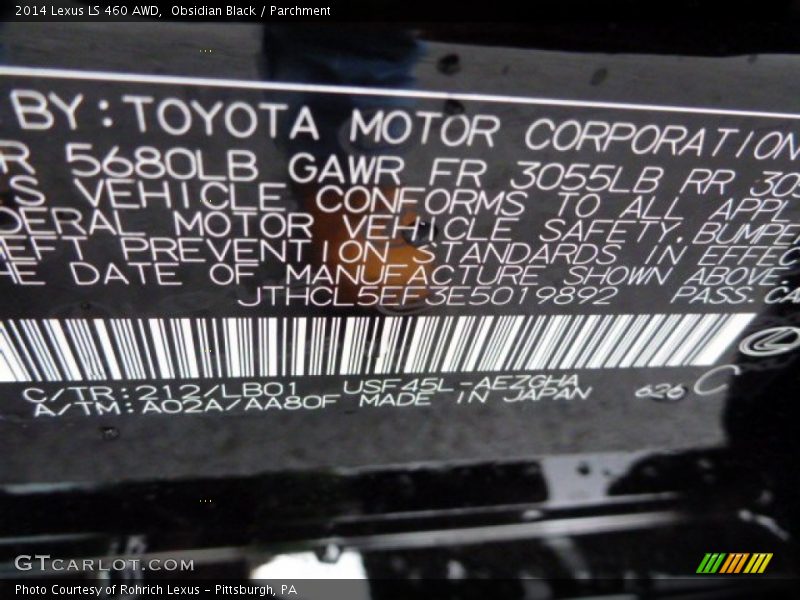 2014 Lexus LS 460 AWD, Obsidian Black / Parchment
BY: TOYOTA MOTOR CORPORATION
R 5680LB GAWR FR 3055LB RR 305
S VEHICLE CONFORMS TO ALL APPL
DERAL MOTOR VEHICLE SAFETY, BUMPE
EFT PREVENTION STANDARDS IN EFFEC
HE DATE OF MANUFACTURE SHOWN ABOVE.
JTHCL5EF3E5019892 PASS. CA
C/TR: 212/LB01 USF45L-AEZGHA
A/TM: A02A/AA80F MADE IN JAPAN 626 C
GTCARLOT.COM
Photo Courtesy of Rohrich Lexus - Pittsburgh, PA